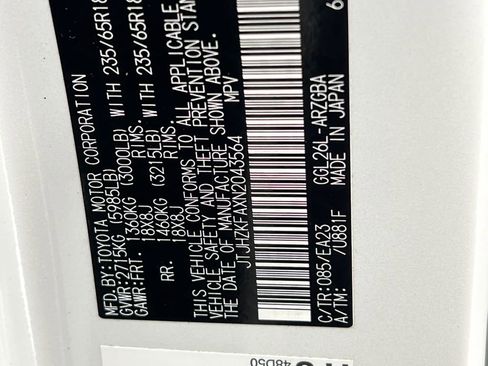 MFD.BY:TOYOTA MOTOR CORPORATION
GVWR:2715KG (5985LB)
GAWR:FRT. 1360KG (3000LB) WITH 235/65R18
18X8J RIMS.
RR. 1460KG (3215LB) WITH 235/65R18
18X8J RIMS.
THIS VEHICLE CONFORMS TO ALL APPLICABLE
VEHICLE SAFETY AND THEFT PREVENTION STAN
THE DATE OF MANUFACTURE SHOWN ABOVE.
JTJHZKFAXN2043564 MPV
C/TR:085/EA23 GGL26L-ARZGBA
A/TM: /U881F MADE IN JAPAN
48D50